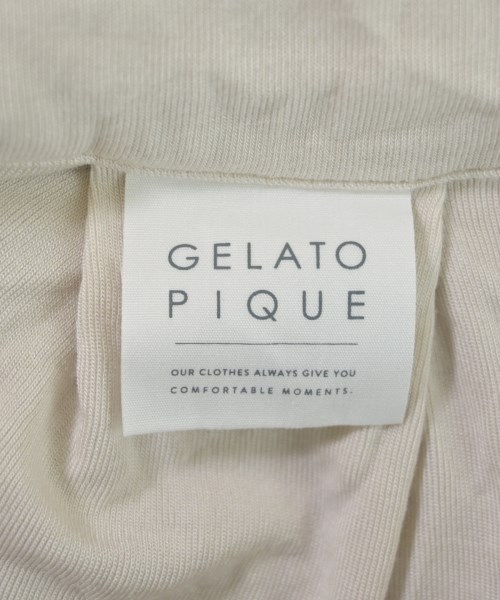 GELATO
PIQUE
OUR CLOTHES ALWAYS GIVE YOU
COMFORTABLE MOMENTS.